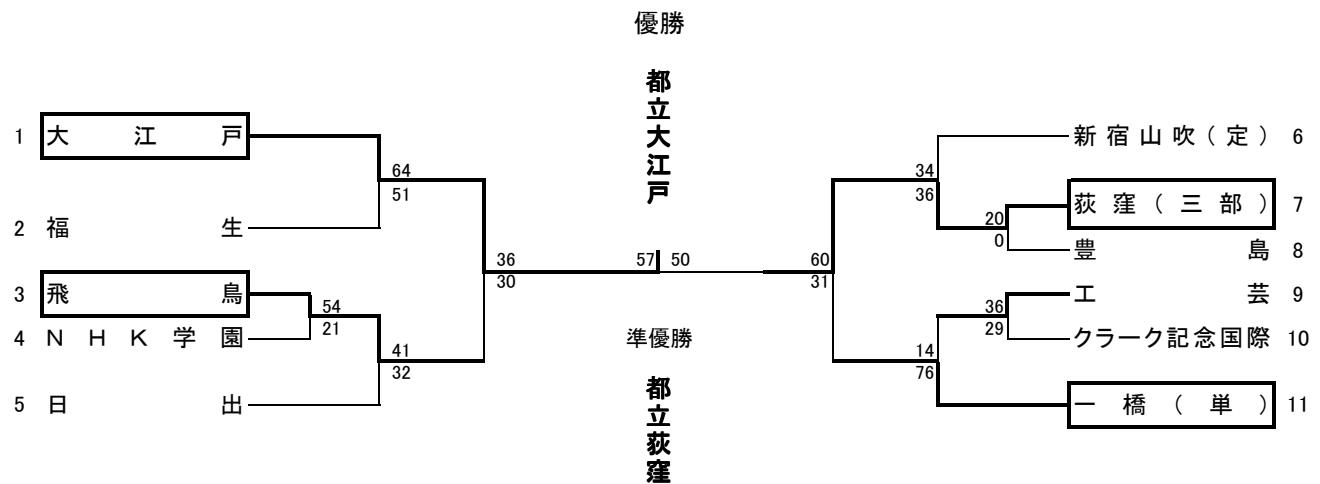 優勝
都立大江戸
1 大江戸
64
51
2 福生
36
30
3 飛鳥
54
21
4 NHK学園
41
32
5 日出
57 50
準優勝
都立荻窪
新宿山吹(定) 6
34
36
荻窪(三部) 7
20
0
豊島 8
60
31
工芸 9
36
29
クラーク記念国際 10
14
76
一橋(単) 11